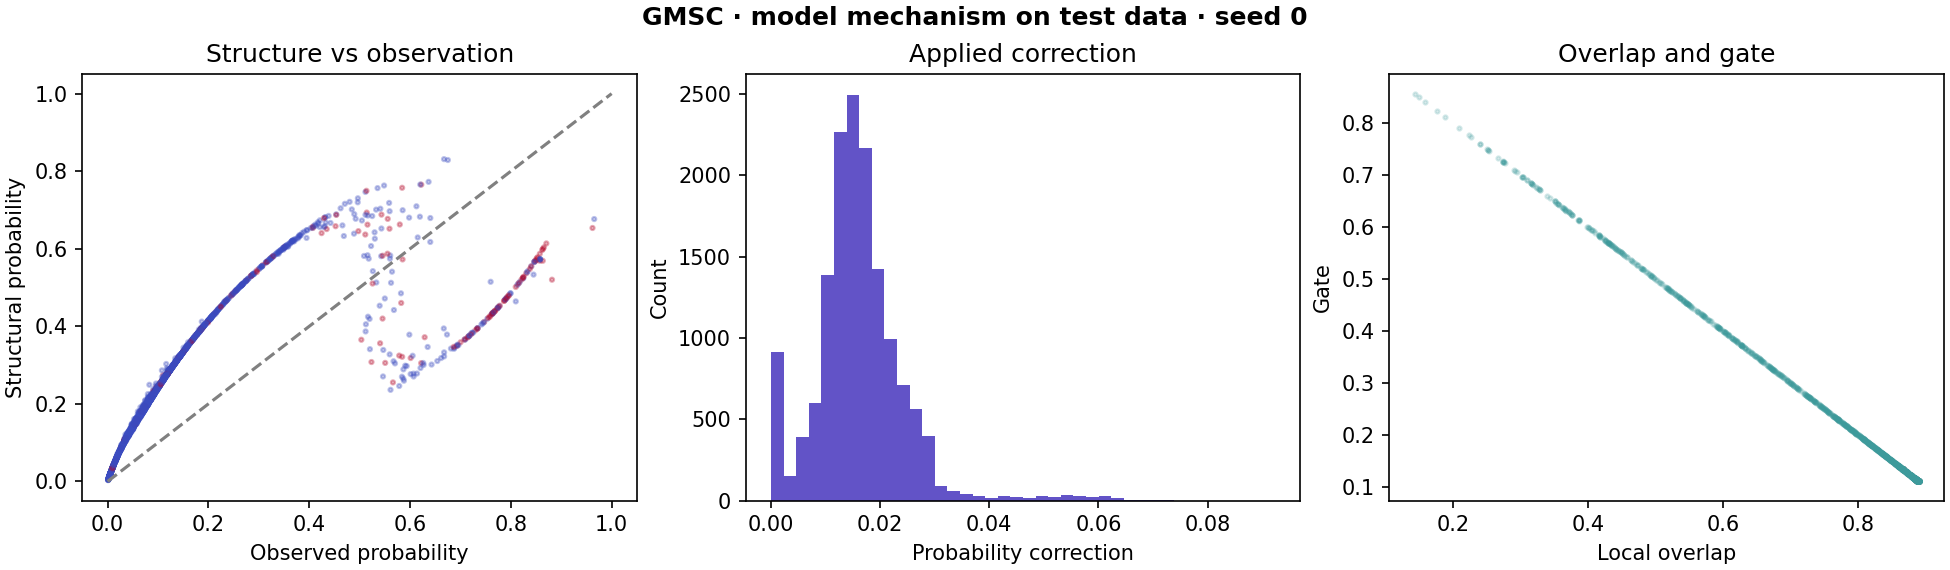 GMSC · model mechanism on test data · seed 0
Structure vs observation
Structural probability
1.0
0.8
0.6
0.4
0.2
0.0
0.0 0.2 0.4 0.6 0.8 1.0
Observed probability
Applied correction
Count
2500
2000
1500
1000
500
0
0.00 0.02 0.04 0.06 0.08
Probability correction
Overlap and gate
Gate
0.8
0.7
0.6
0.5
0.4
0.3
0.2
0.1
0.2 0.4 0.6 0.8
Local overlap